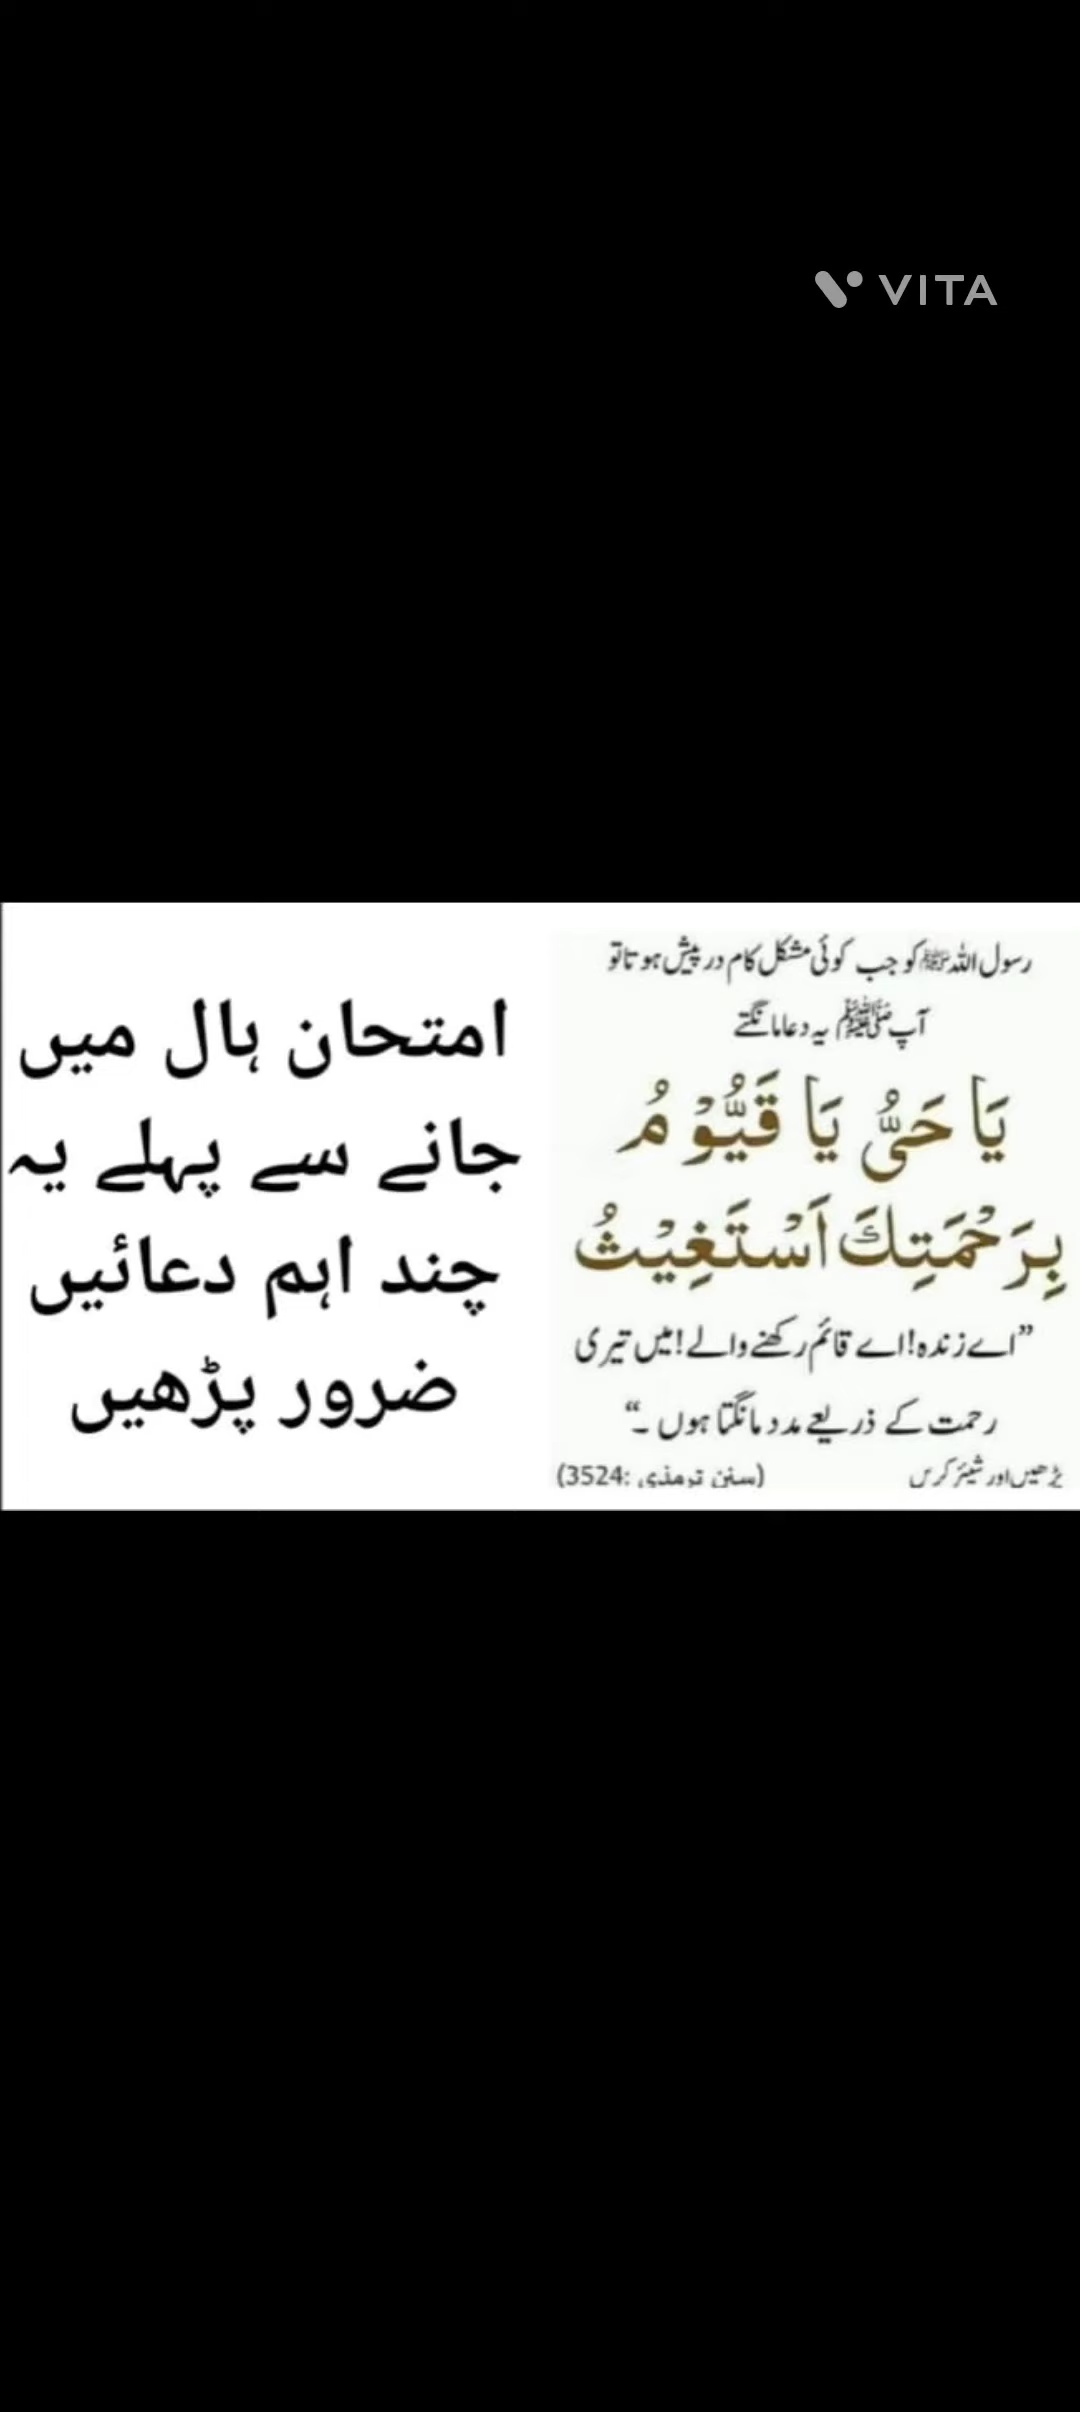 VITA
رسول اللہ ﷺ کو جب کوئی مشکل کام درپیش ہوتا تو
آپ ﷺ یہ دعا مانگتے
يَا حَيُّ يَا قَيُّوْمُ
بِرَحْمَتِكَ اَسْتَغِيْثُ
”اے زندہ! اے قائم رکھنے والے! میں تیری
رحمت کے ذریعے مدد مانگتا ہوں ۔“
پڑھیں اور شیئر کریں (سنن ترمذی :3524)
امتحان ہال میں
جانے سے پہلے یہ
چند اہم دعائیں
ضرور پڑھیں